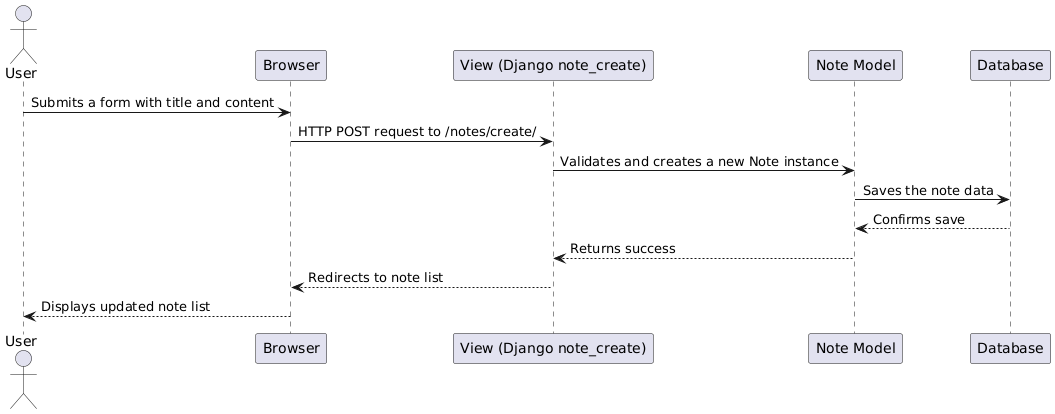 User
Browser
View (Django note_create)
Note Model
Database
Submits a form with title and content
HTTP POST request to /notes/create/
Validates and creates a new Note instance
Saves the note data
Confirms save
Returns success
Redirects to note list
Displays updated note list
User
Browser
View (Django note_create)
Note Model
Database